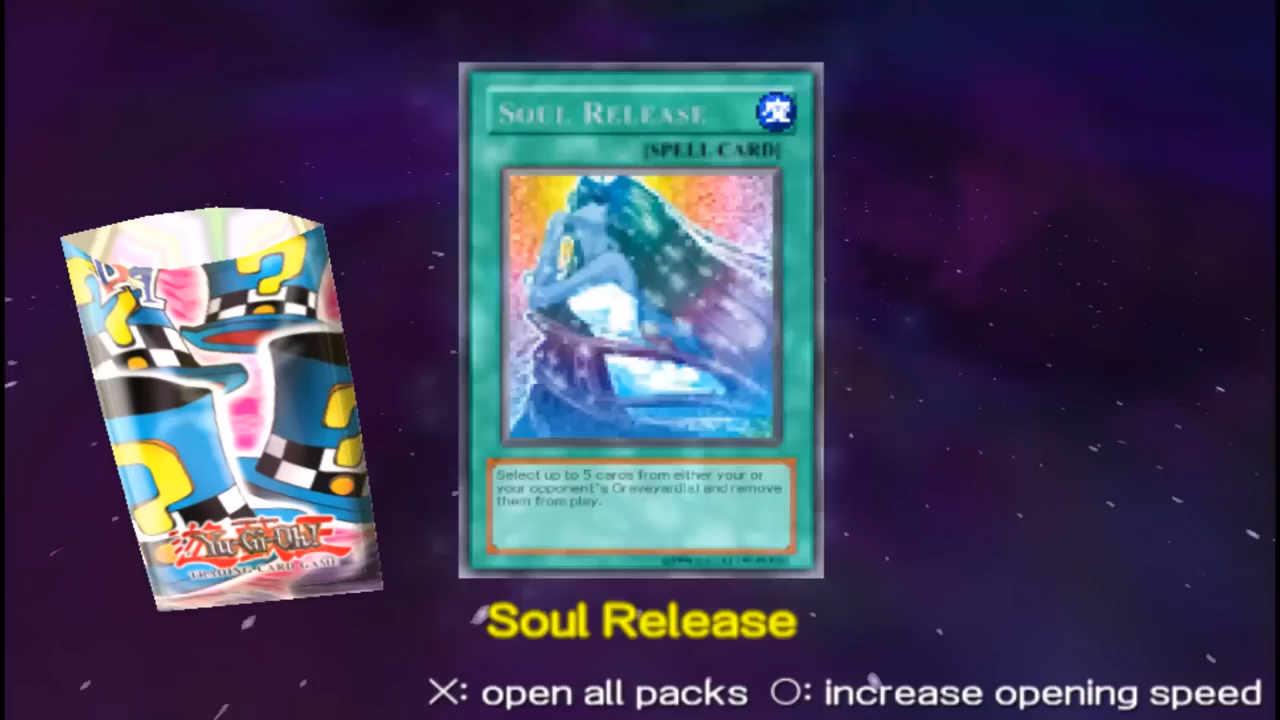 SOUL RELEASE
[SPELL CARD]
Select up to 5 cards from either your or
your opponent's Graveyard(s) and remove
them from play.
Yu-Gi-Oh!
TRADING CARD GAME
Soul Release
X: open all packs O: increase opening speed